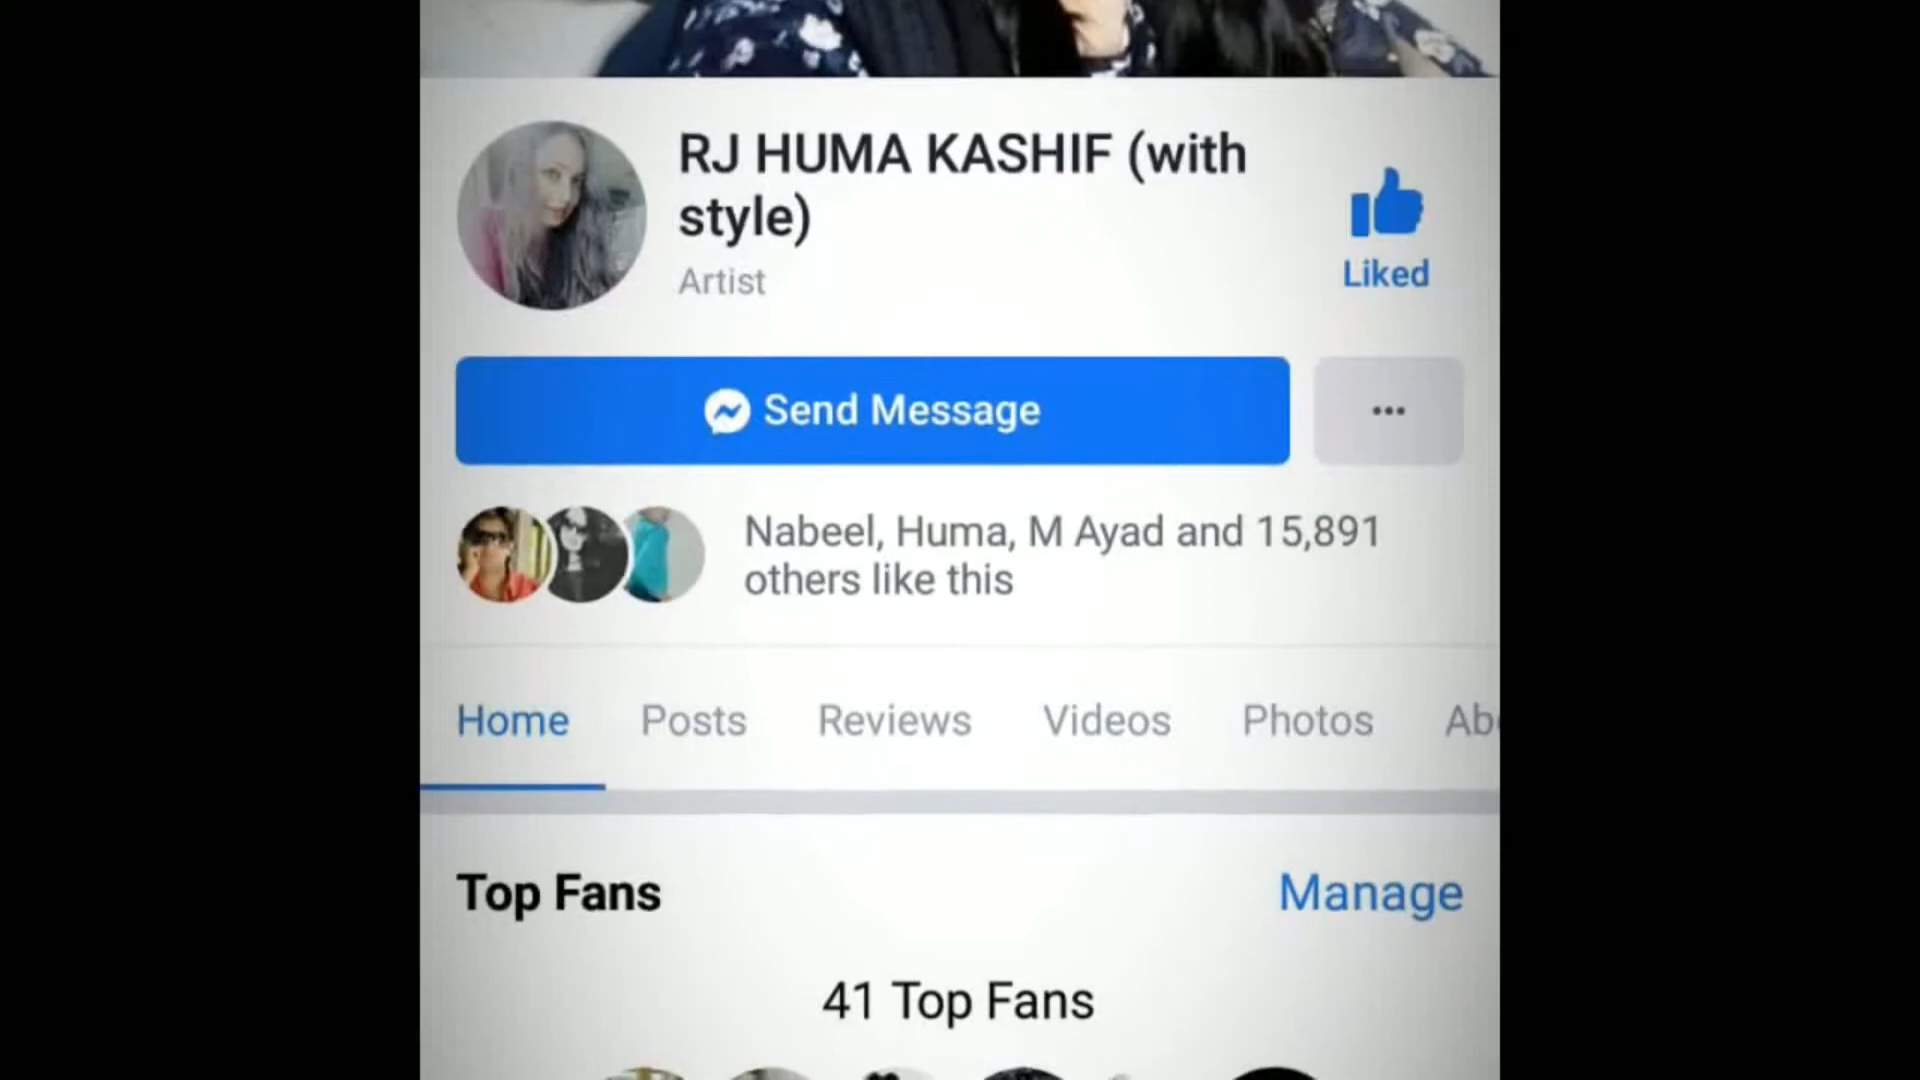 RJ HUMA KASHIF (with
style)
Artist
Liked
Send Message
Nabeel, Huma, M Ayad and 15,891
others like this
Home Posts Reviews Videos Photos Ab
Top Fans Manage
41 Top Fans